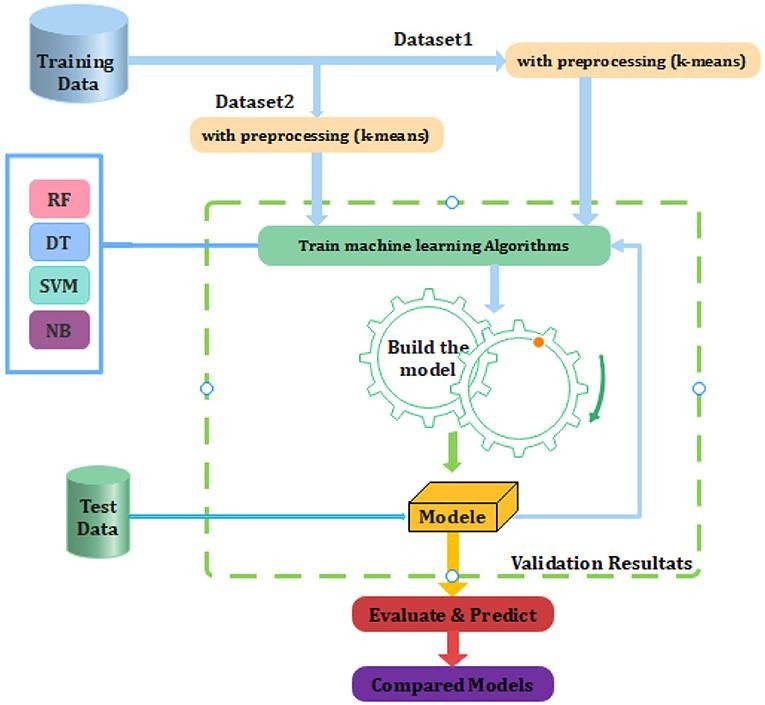 Dataset1
Training
Data
with preprocessing (k-means)
Dataset2
with preprocessing (k-means)
RF
DT
SVM
NB
Train machine learning Algorithms
Build the
model
Test
Data
Modele
Validation Resultats
Evaluate & Predict
Compared Models